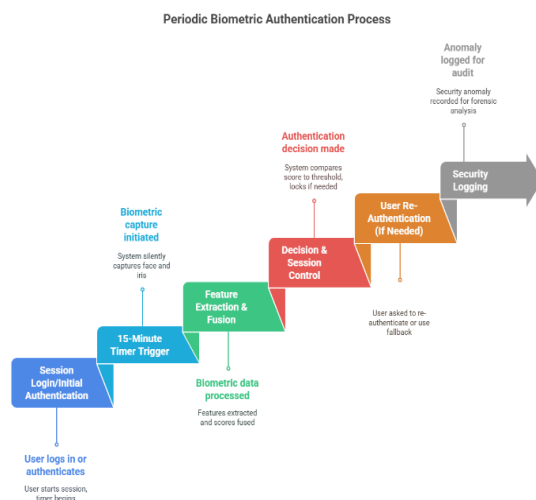 Periodic Biometric Authentication Process
Anomaly
logged for
audit
Security anomaly
recorded for forensic
analysis
Authentication
decision made
System compares
score to threshold,
locks if needed
Security
Logging
Biometric
capture
initiated
System silently
captures face and
iris
User Re-
Authentication
(If Needed)
Decision &
Session
Control
Feature
Extraction &
Fusion
User asked to re-
authenticate or use
fallback
15-Minute
Timer Trigger
Session
Login/Initial
Authentication
Biometric data
processed
Features extracted
and scores fused
User logs in or
authenticates
User starts session,
timer begins